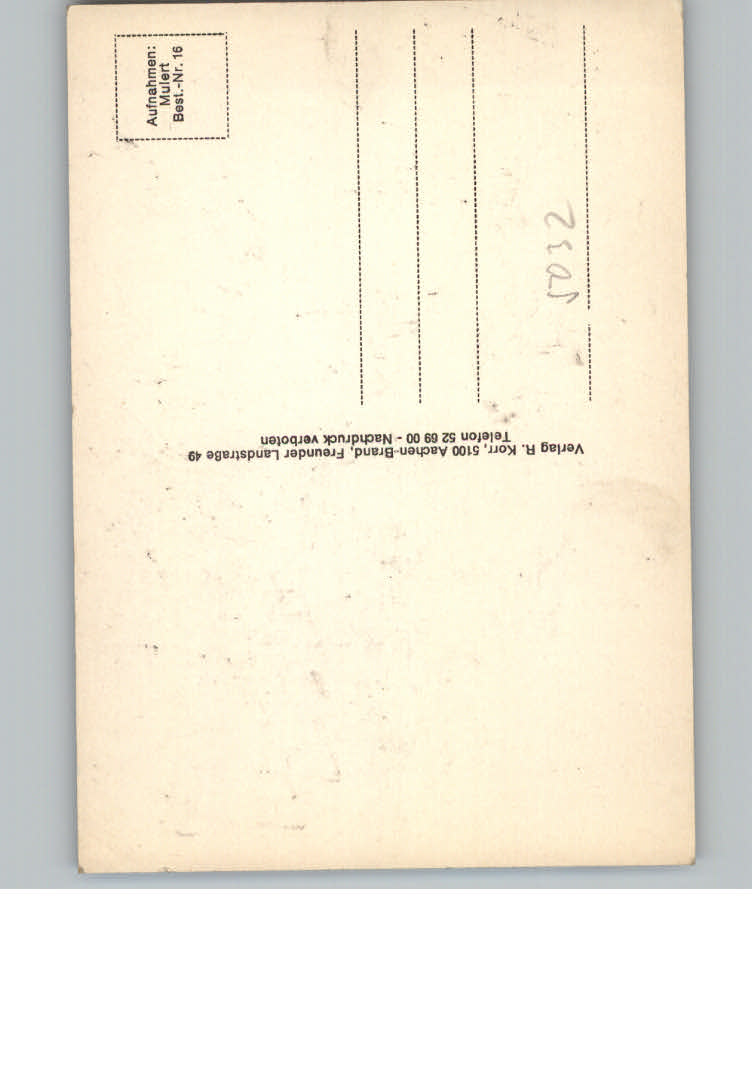 Aufnahmen:
Mulert
Best.-Nr. 16
Verlag R. Korr, 5100 Aachen-Brand, Freunder Landstraße 49
Telefon 52 69 00 - Nachdruck verboten
5032